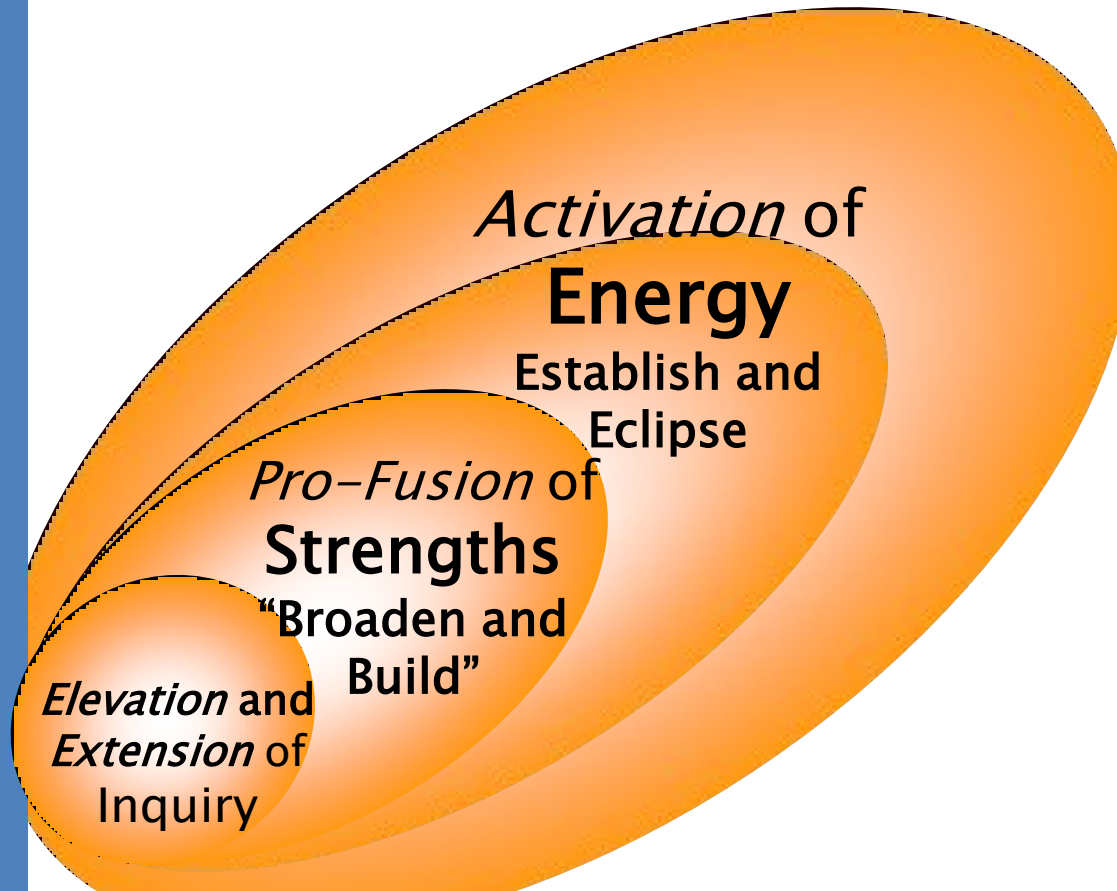 Activation of
Energy
Establish and
Eclipse
Pro-Fusion of
Strengths
“Broaden and
Build”
Elevation and
Extension of
Inquiry